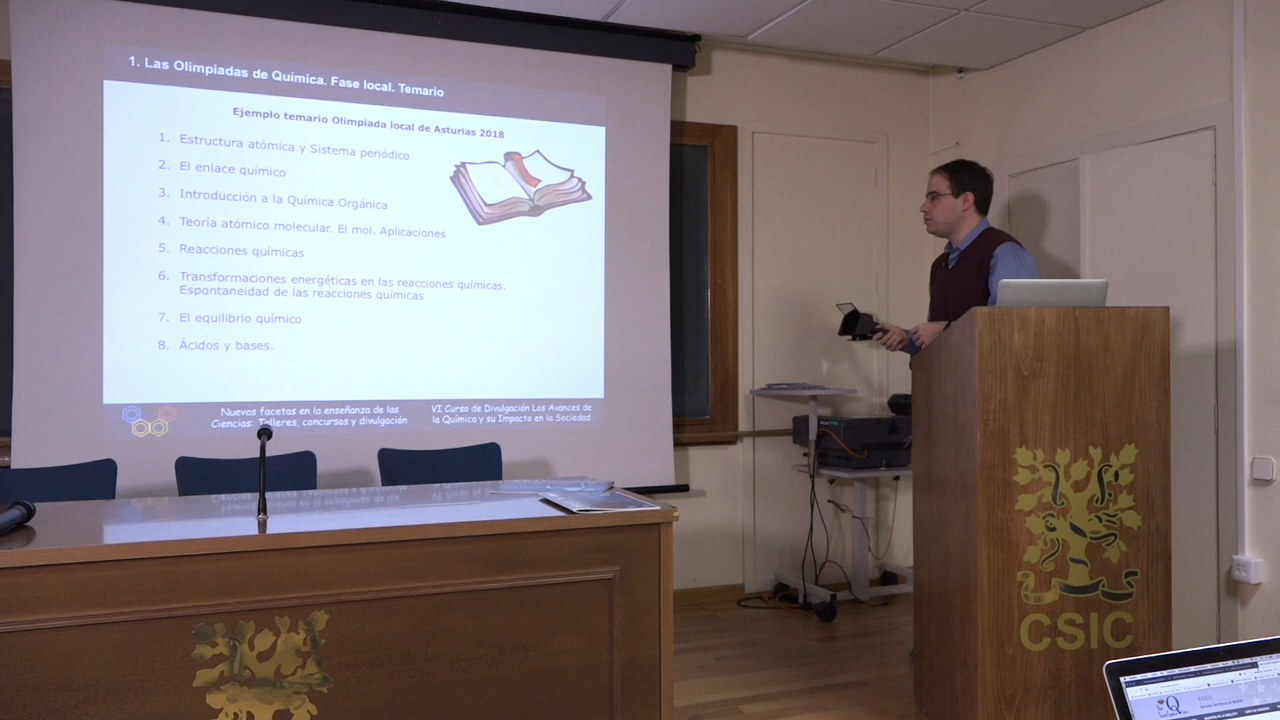 1. Las Olimpiadas de Química. Fase local. Temario
Ejemplo temario Olimpiada local de Asturias 2018
1. Estructura atómica y Sistema periódico
2. El enlace químico
3. Introducción a la Química Orgánica
4. Teoría atómico molecular. El mol. Aplicaciones
5. Reacciones químicas
6. Transformaciones energéticas en las reacciones químicas.
Espontaneidad de las reacciones químicas
7. El equilibrio químico
8. Ácidos y bases.
Nuevas facetas en la enseñanza de las
Ciencias. Talleres, concursos y divulgación
VI Curso de Divulgación Los Avances de
la Química y su Impacto en la Sociedad
CSIC